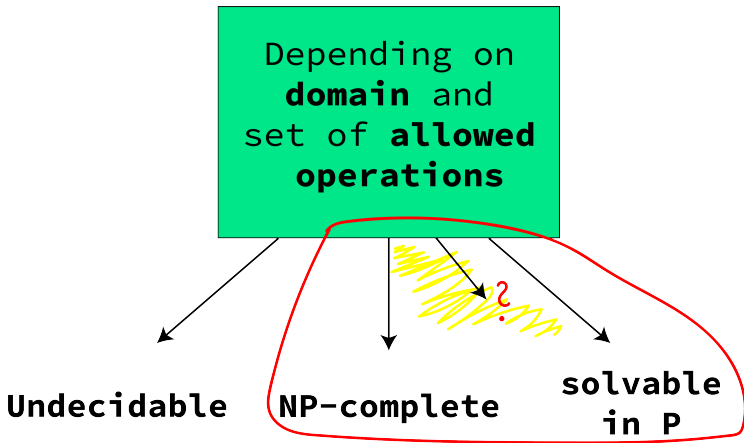 Depending on
domain and
set of allowed
operations
?
Undecidable
NP-complete
solvable
in P